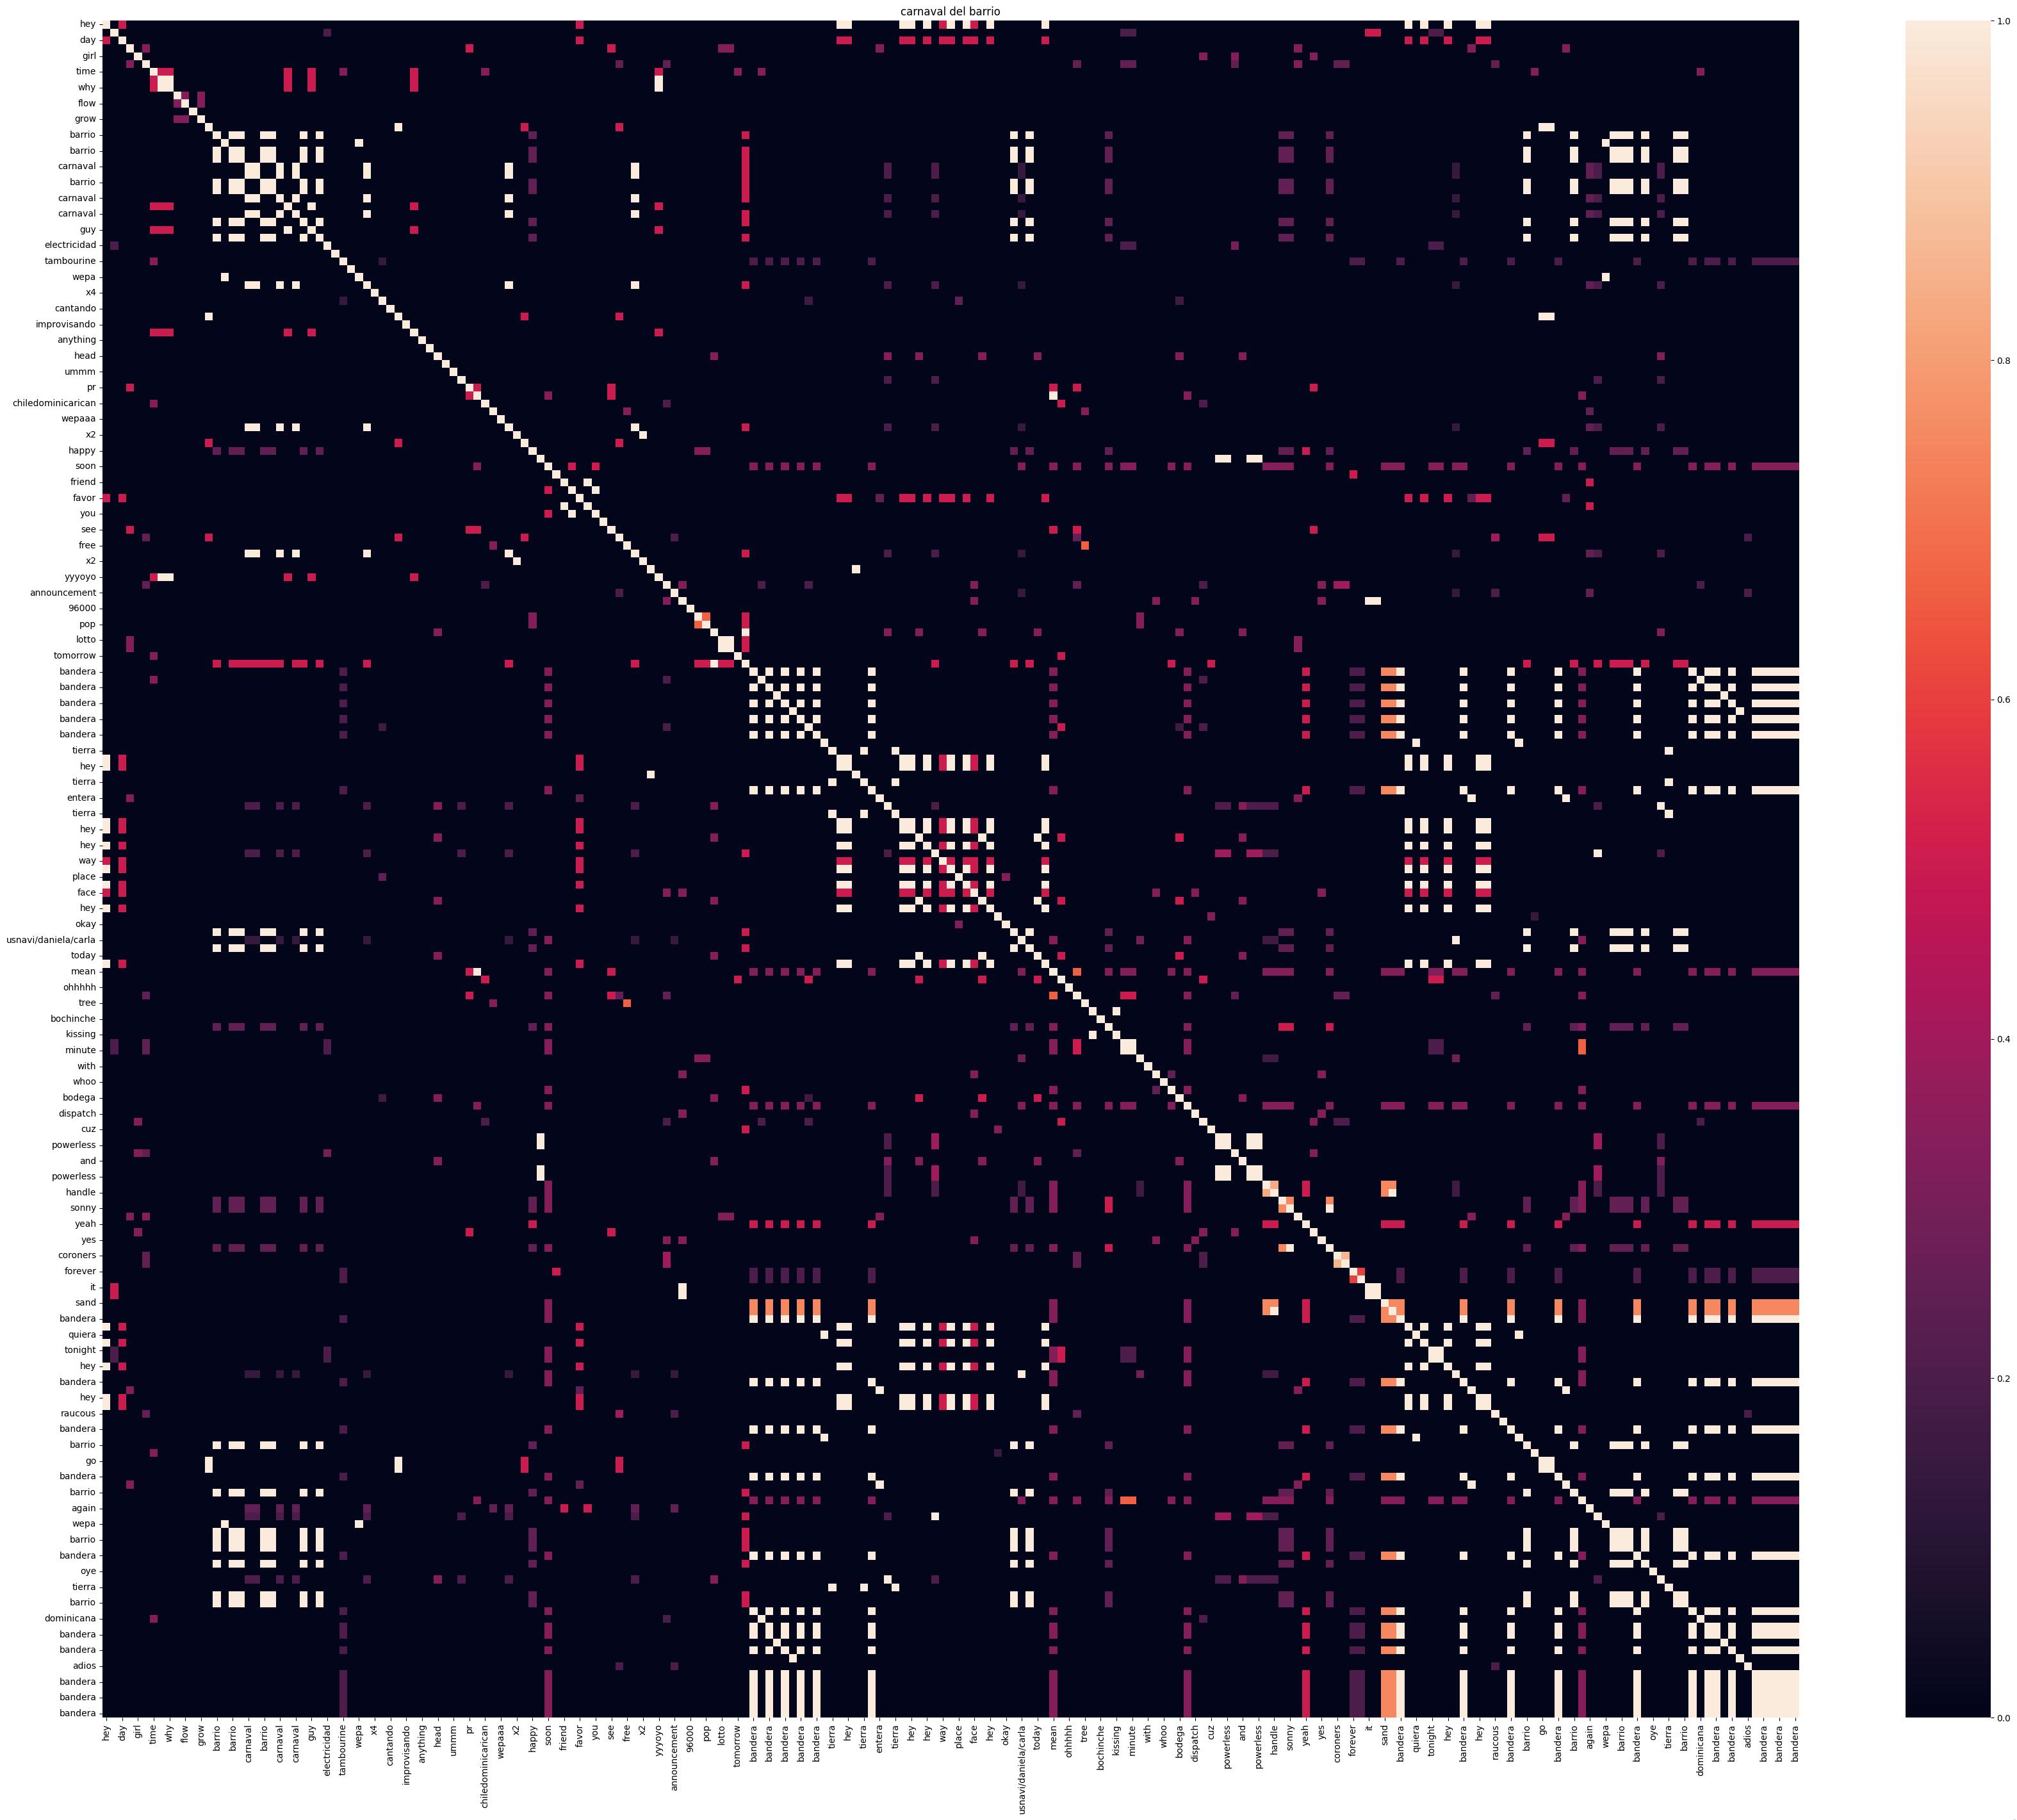 carnaval del barrio
hey
day
girl
time
why
flow
grow
barrio
barrio
carnaval
barrio
carnaval
carnaval
guy
electricidad
tambourine
wepa
x4
cantando
improvisando
anything
head
ummm
pr
chiledominicarican
wepaaa
x2
happy
soon
friend
favor
you
see
free
x2
yyyoyo
announcement
96000
pop
lotto
tomorrow
bandera
bandera
bandera
bandera
bandera
tierra
hey
tierra
entera
tierra
hey
hey
way
place
face
hey
okay
usnavi/daniela/carla
today
mean
ohhhhh
tree
bochinche
kissing
minute
with
whoo
bodega
dispatch
cuz
powerless
and
powerless
handle
sonny
yeah
yes
coroners
forever
it
sand
bandera
quiera
tonight
hey
bandera
hey
raucous
bandera
barrio
go
bandera
barrio
again
wepa
barrio
bandera
oye
tierra
barrio
dominicana
bandera
bandera
adios
bandera
bandera
bandera
1.0
0.8
0.6
0.4
0.2
0.0
hey day girl time why flow grow barrio barrio carnaval barrio carnaval carnaval guy electricidad tambourine wepa x4 cantando improvisando anything head ummm pr chiledominicarican wepaaa x2 happy soon friend favor you see free x2 yyyoyo announcement 96000 pop lotto tomorrow bandera bandera bandera bandera bandera tierra hey tierra entera tierra hey hey way place face hey okay usnavi/daniela/carla today mean ohhhhh tree bochinche kissing minute with whoo bodega dispatch cuz powerless and powerless handle sonny yeah yes coroners forever it sand bandera quiera tonight hey bandera hey raucous bandera barrio go bandera barrio again wepa barrio bandera oye tierra barrio dominicana bandera bandera adios bandera bandera bandera